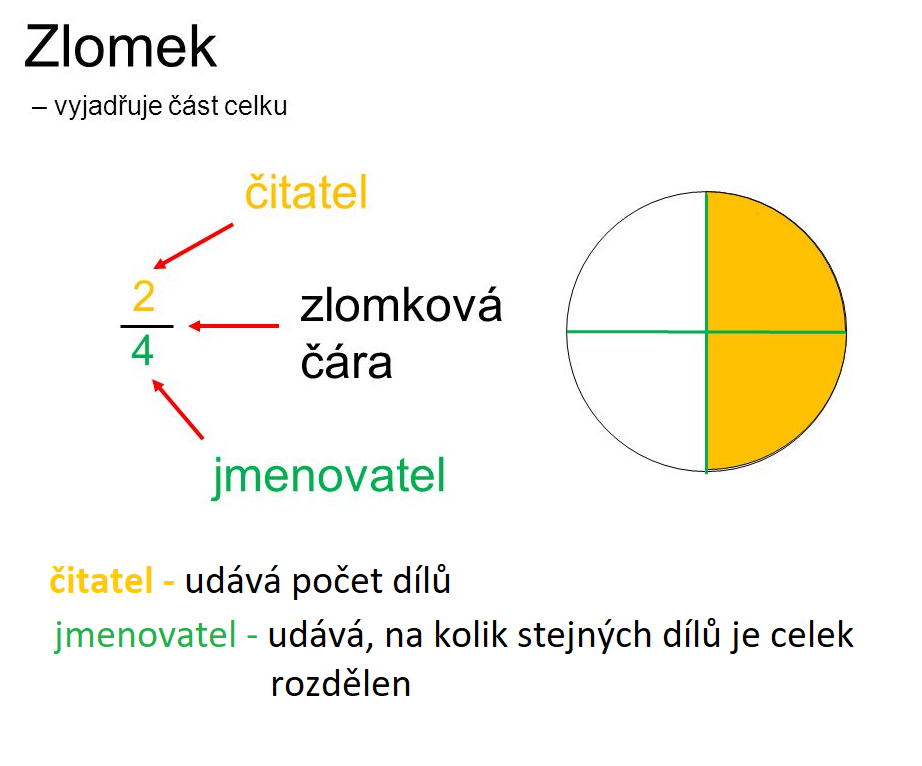 Zlomek
– vyjadřuje část celku
čitatel
2
zlomková
čára
4
jmenovatel
čitatel - udává počet dílů
jmenovatel - udává, na kolik stejných dílů je celek
rozdělen